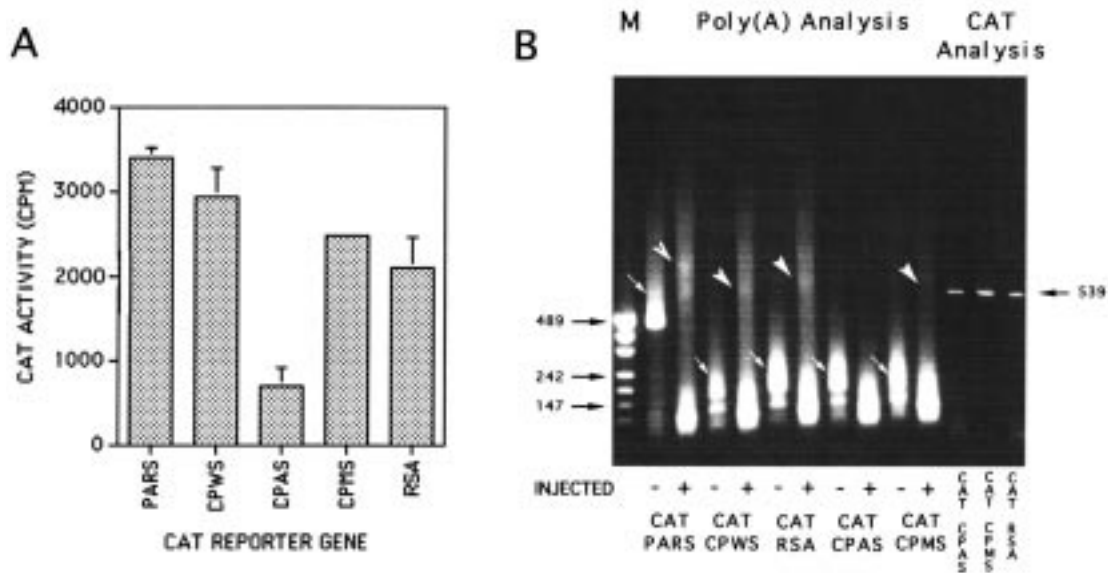 A
4000
3000
2000
1000
0
CAT ACTIVITY (CPM)
PARS
CPWS
CPAS
CPMS
RSA
CAT REPORTER GENE
B
M
Poly(A) Analysis
CAT
Analysis
489
242
147
539
INJECTED - + - + - + - + - +
CAT PARS
CAT CPWS
CAT RSA
CAT CPAS
CAT CPMS
CAT CPAS
CAT CPMS
CAT RSA